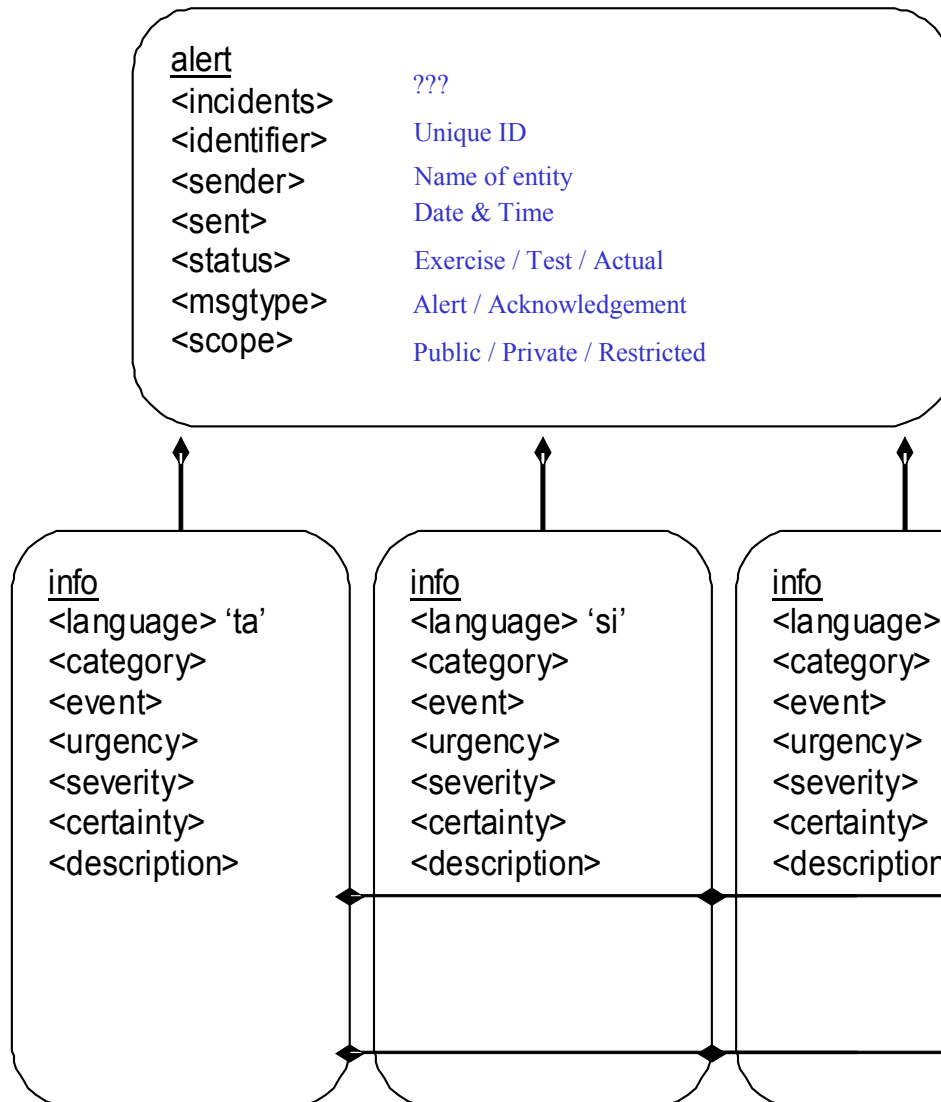 alert
<incidents> ???
<identifier> Unique ID
<sender> Name of entity
<sent> Date & Time
<status> Exercise / Test / Actual
<msgtype> Alert / Acknowledgement
<scope> Public / Private / Restricted
info
<language> ‘ta’
<category>
<event>
<urgency>
<severity>
<certainty>
<description>
info
<language> ‘si’
<category>
<event>
<urgency>
<severity>
<certainty>
<description>
info
<language>
<category>
<event>
<urgency>
<severity>
<certainty>
<description